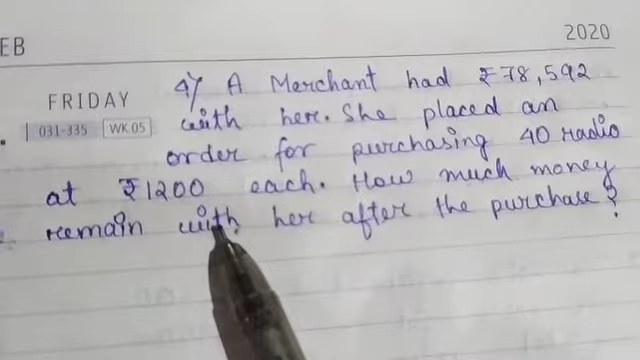 EB
2020
FRIDAY
031-335 WK 05
4) A Merchant had ₹78,592
with her. She placed an
order for purchasing 40 radio
at ₹1200 each. How much money
remain with her after the purchase?